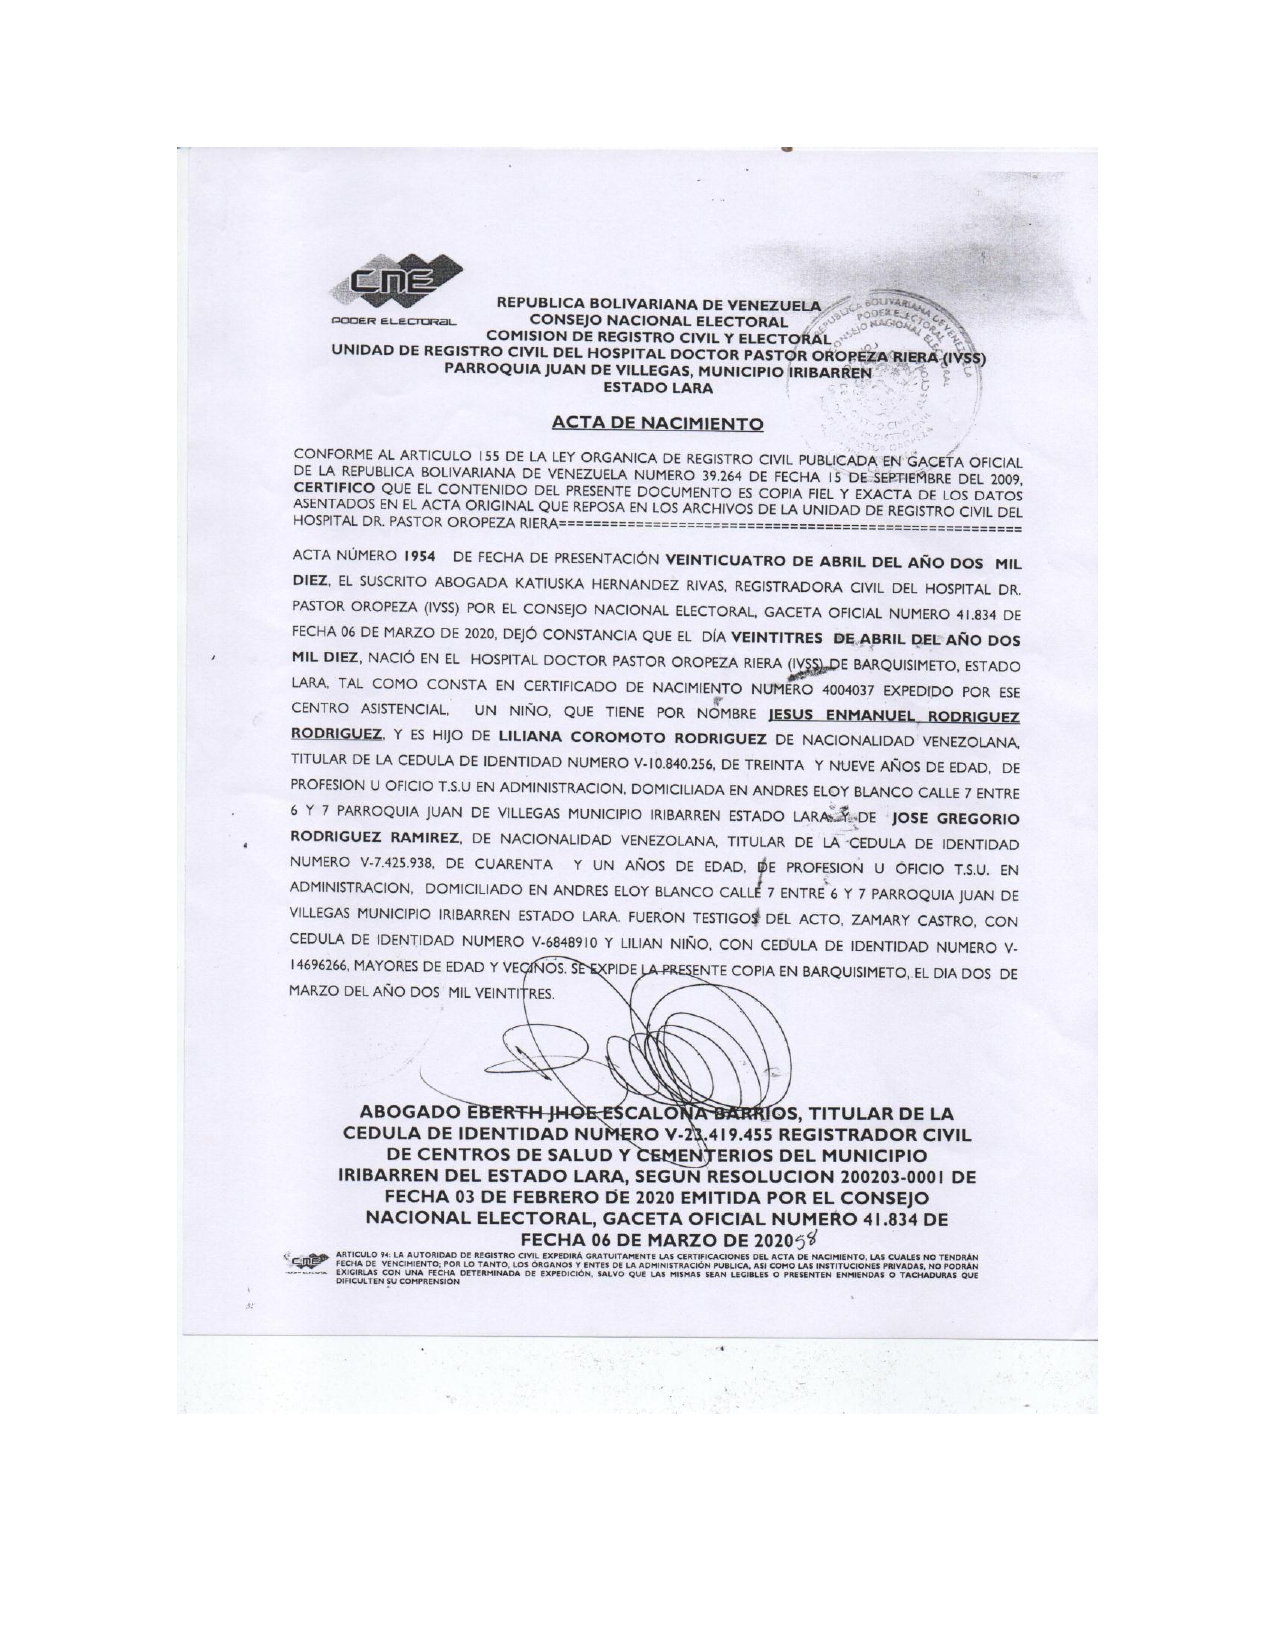 CNE
PODER ELECTORAL
REPUBLICA BOLIVARIANA DE VENEZUELA
CONSEJO NACIONAL ELECTORAL
COMISION DE REGISTRO CIVIL Y ELECTORAL
UNIDAD DE REGISTRO CIVIL DEL HOSPITAL DOCTOR PASTOR OROPEZA RIERA (IVSS)
PARROQUIA JUAN DE VILLEGAS, MUNICIPIO IRIBARREN
ESTADO LARA
REPUBLICA BOLIVARIANA DE VENEZUELA
PODER ELECTORAL
CONSEJO NACIONAL ELECTORAL
ACTA DE NACIMIENTO
CONFORME AL ARTICULO 155 DE LA LEY ORGANICA DE REGISTRO CIVIL PUBLICADA EN GACETA OFICIAL
DE LA REPUBLICA BOLIVARIANA DE VENEZUELA NUMERO 39.264 DE FECHA 15 DE SEPTIEMBRE DEL 2009,
CERTIFICO QUE EL CONTENIDO DEL PRESENTE DOCUMENTO ES COPIA FIEL Y EXACTA DE LOS DATOS
ASENTADOS EN EL ACTA ORIGINAL QUE REPOSA EN LOS ARCHIVOS DE LA UNIDAD DE REGISTRO CIVIL DEL
HOSPITAL DR. PASTOR OROPEZA RIERA=======================================================
ACTA NÚMERO 1954 DE FECHA DE PRESENTACIÓN VEINTICUATRO DE ABRIL DEL AÑO DOS MIL
DIEZ, EL SUSCRITO ABOGADA KATIUSKA HERNANDEZ RIVAS, REGISTRADORA CIVIL DEL HOSPITAL DR.
PASTOR OROPEZA (IVSS) POR EL CONSEJO NACIONAL ELECTORAL, GACETA OFICIAL NUMERO 41.834 DE
FECHA 06 DE MARZO DE 2020, DEJÓ CONSTANCIA QUE EL DÍA VEINTITRES DE ABRIL DEL AÑO DOS
MIL DIEZ, NACIÓ EN EL HOSPITAL DOCTOR PASTOR OROPEZA RIERA (IVSS) DE BARQUISIMETO, ESTADO
LARA, TAL COMO CONSTA EN CERTIFICADO DE NACIMIENTO NUMERO 4004037 EXPEDIDO POR ESE
CENTRO ASISTENCIAL, UN NIÑO, QUE TIENE POR NOMBRE JESUS ENMANUEL RODRIGUEZ
RODRIGUEZ, Y ES HIJO DE LILIANA COROMOTO RODRIGUEZ DE NACIONALIDAD VENEZOLANA,
TITULAR DE LA CEDULA DE IDENTIDAD NUMERO V-10.840.256, DE TREINTA Y NUEVE AÑOS DE EDAD, DE
PROFESION U OFICIO T.S.U EN ADMINISTRACION, DOMICILIADA EN ANDRES ELOY BLANCO CALLE 7 ENTRE
6 Y 7 PARROQUIA JUAN DE VILLEGAS MUNICIPIO IRIBARREN ESTADO LARA Y DE JOSE GREGORIO
RODRIGUEZ RAMIREZ, DE NACIONALIDAD VENEZOLANA, TITULAR DE LA CEDULA DE IDENTIDAD
NUMERO V-7.425.938, DE CUARENTA Y UN AÑOS DE EDAD, DE PROFESION U OFICIO T.S.U. EN
ADMINISTRACION, DOMICILIADO EN ANDRES ELOY BLANCO CALLE 7 ENTRE 6 Y 7 PARROQUIA JUAN DE
VILLEGAS MUNICIPIO IRIBARREN ESTADO LARA. FUERON TESTIGOS DEL ACTO, ZAMARY CASTRO, CON
CEDULA DE IDENTIDAD NUMERO V-6848910 Y LILIAN NIÑO, CON CEDULA DE IDENTIDAD NUMERO V-
14696266, MAYORES DE EDAD Y VECINOS. SE EXPIDE LA PRESENTE COPIA EN BARQUISIMETO, EL DIA DOS DE
MARZO DEL AÑO DOS MIL VEINTITRES.
ABOGADO EBERTH JHOE ESCALONA BARRIOS, TITULAR DE LA
CEDULA DE IDENTIDAD NUMERO V-23.419.455 REGISTRADOR CIVIL
DE CENTROS DE SALUD Y CEMENTERIOS DEL MUNICIPIO
IRIBARREN DEL ESTADO LARA, SEGUN RESOLUCION 200203-0001 DE
FECHA 03 DE FEBRERO DE 2020 EMITIDA POR EL CONSEJO
NACIONAL ELECTORAL, GACETA OFICIAL NUMERO 41.834 DE
FECHA 06 DE MARZO DE 2020 58
CNE
ARTICULO 94: LA AUTORIDAD DE REGISTRO CIVIL EXPEDIRÁ GRATUITAMENTE LAS CERTIFICACIONES DEL ACTA DE NACIMIENTO, LAS CUALES NO TENDRÁN
FECHA DE VENCIMIENTO; POR LO TANTO, LOS ÓRGANOS Y ENTES DE LA ADMINISTRACIÓN PUBLICA, ASI COMO LAS INSTITUCIONES PRIVADAS, NO PODRÁN
EXIGIRLAS CON UNA FECHA DETERMINADA DE EXPEDICIÓN, SALVO QUE LAS MISMAS SEAN LEGIBLES O PRESENTEN ENMIENDAS O TACHADURAS QUE
DIFICULTEN SU COMPRENSIÓN